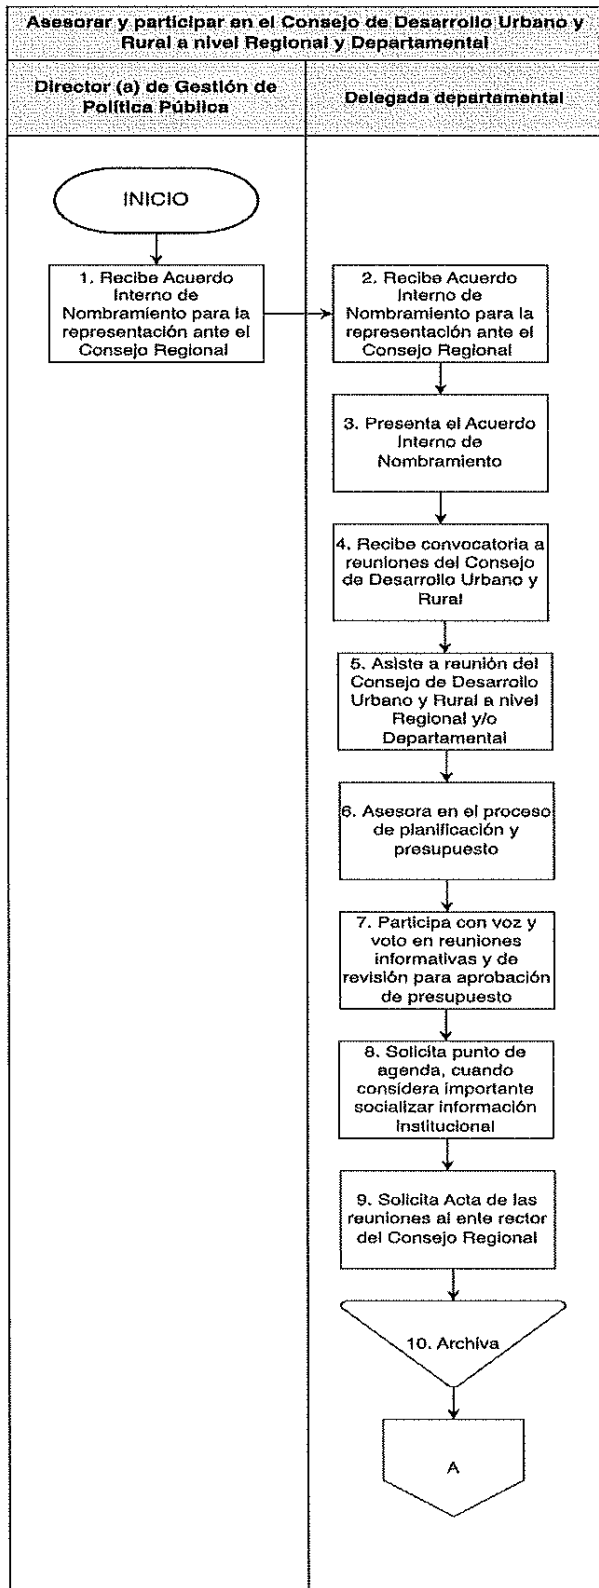 Asesorar y participar en el Consejo de Desarrollo Urbano y
Rural a nivel Regional y Departamental
Director (a) de Gestión de
Política Pública
Delegada departamental
INICIO
1. Recibe Acuerdo
Interno de
Nombramiento para la
representación ante el
Consejo Regional
2. Recibe Acuerdo
Interno de
Nombramiento para la
representación ante el
Consejo Regional
3. Presenta el Acuerdo
Interno de
Nombramiento
4. Recibe convocatoria a
reuniones del Consejo
de Desarrollo Urbano y
Rural
5. Asiste a reunión del
Consejo de Desarrollo
Urbano y Rural a nivel
Regional y/o
Departamental
6. Asesora en el proceso
de planificación y
presupuesto
7. Participa con voz y
voto en reuniones
informativas y de
revisión para aprobación
de presupuesto
8. Solicita punto de
agenda, cuando
considera importante
socializar información
Institucional
9. Solicita Acta de las
reuniones al ente rector
del Consejo Regional
10. Archiva
A